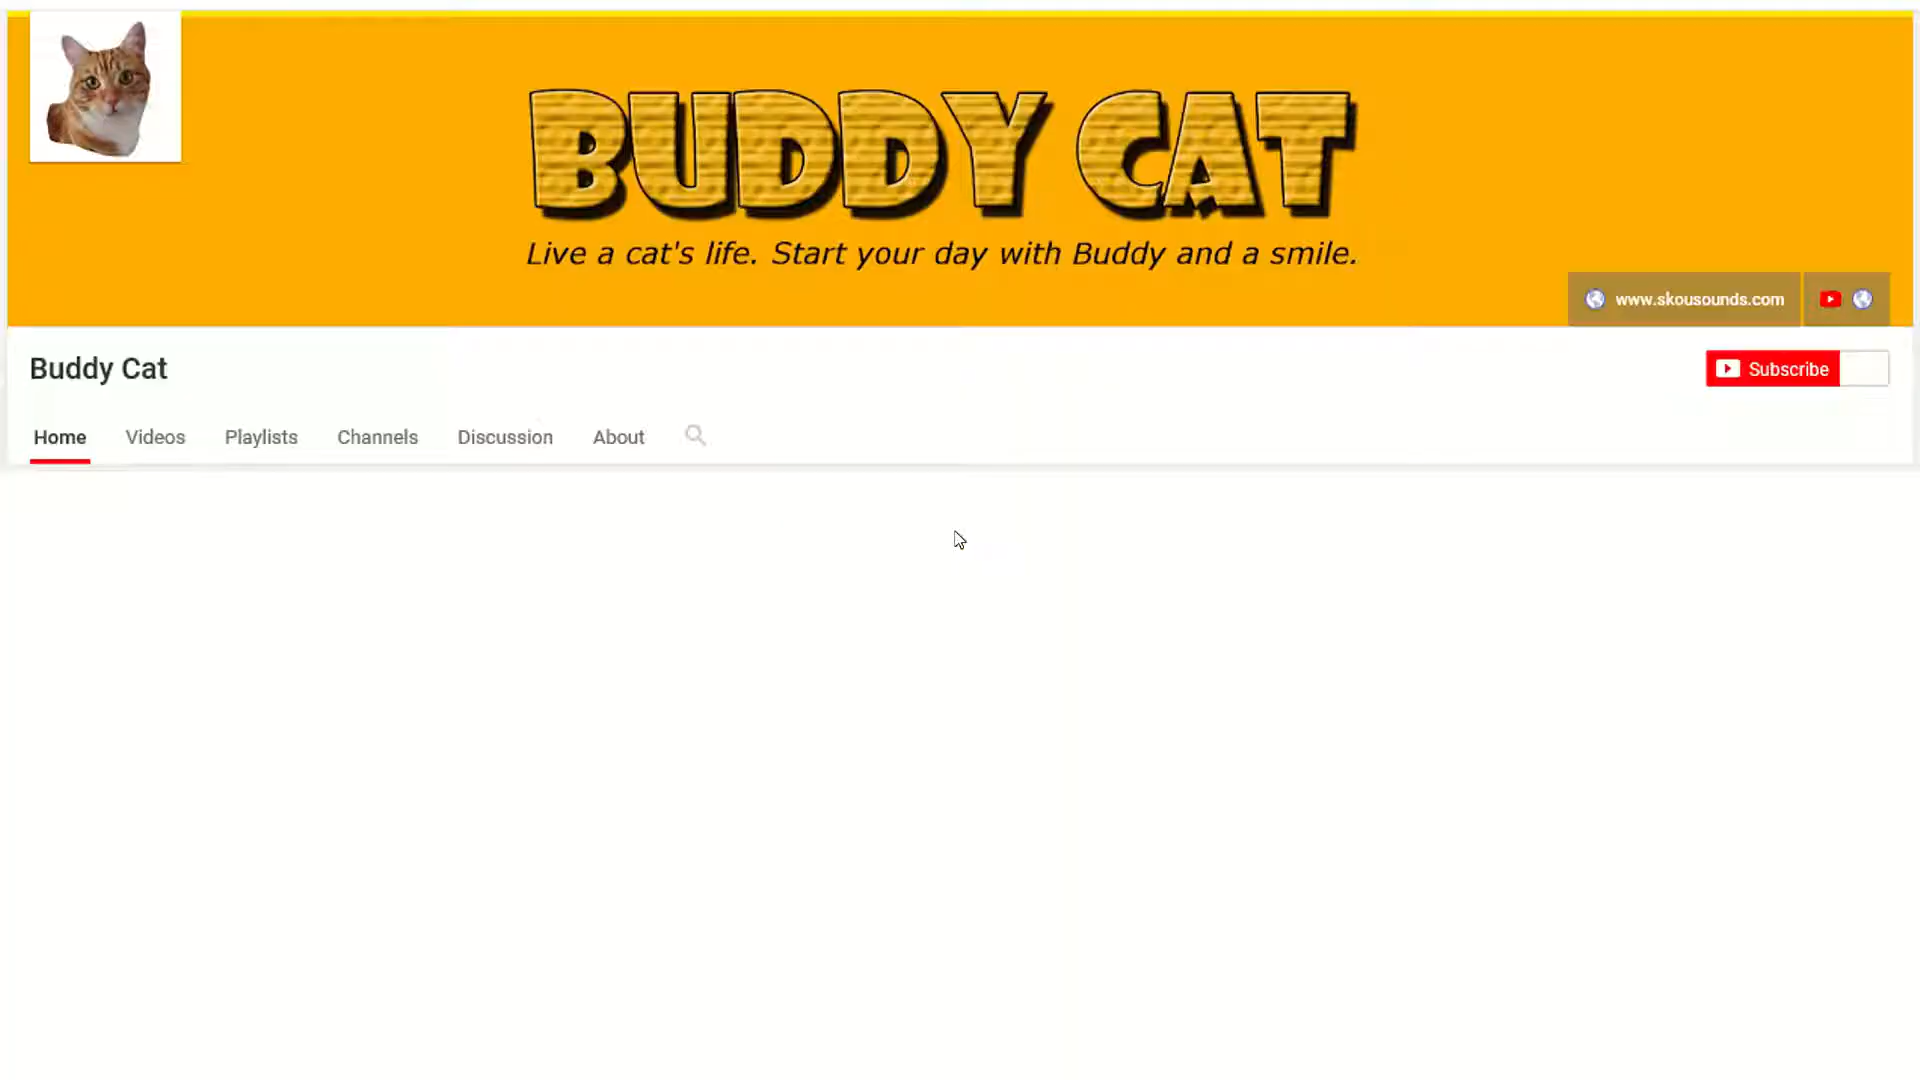 BUDDY CAT
Live a cat's life. Start your day with Buddy and a smile.
www.skousounds.com
Buddy Cat
Subscribe
Home Videos Playlists Channels Discussion About